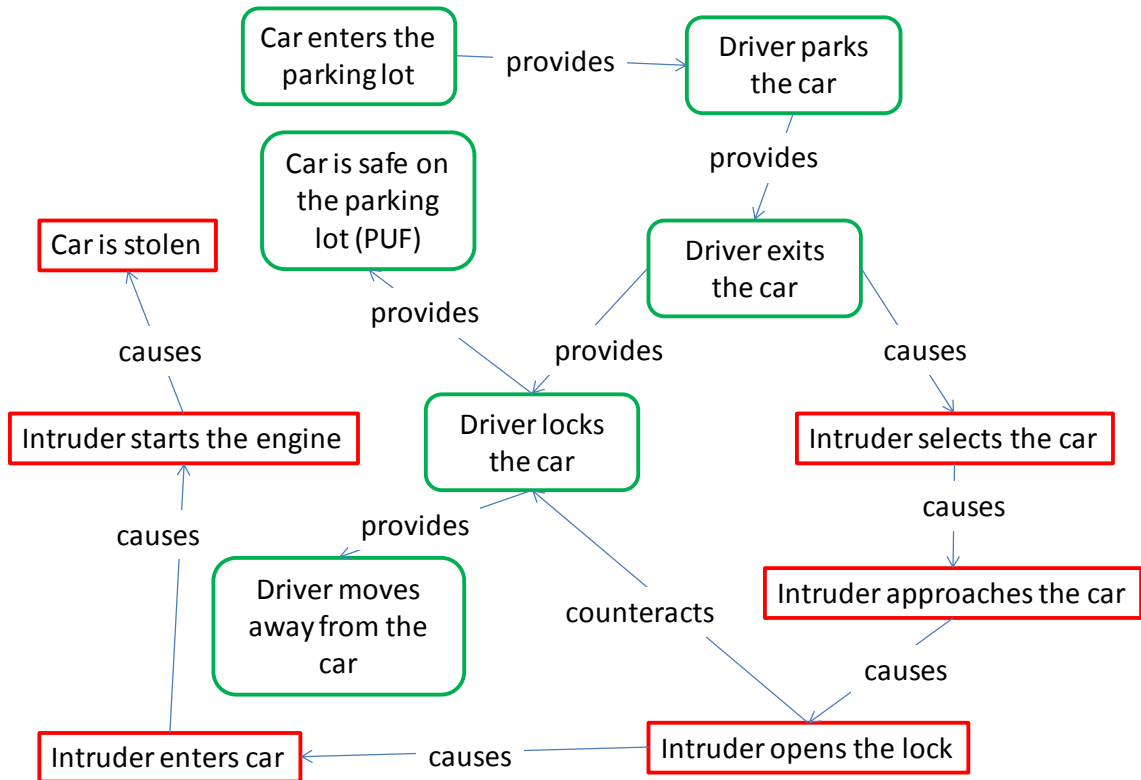 Car enters the
parking lot
provides
Driver parks
the car
provides
Car is safe on
the parking
lot (PUF)
Car is stolen
Driver exits
the car
provides
causes
provides
causes
Driver locks
the car
Intruder starts the engine
Intruder selects the car
causes
provides
causes
Driver moves
away from the
car
counteracts
Intruder approaches the car
causes
Intruder enters car
causes
Intruder opens the lock